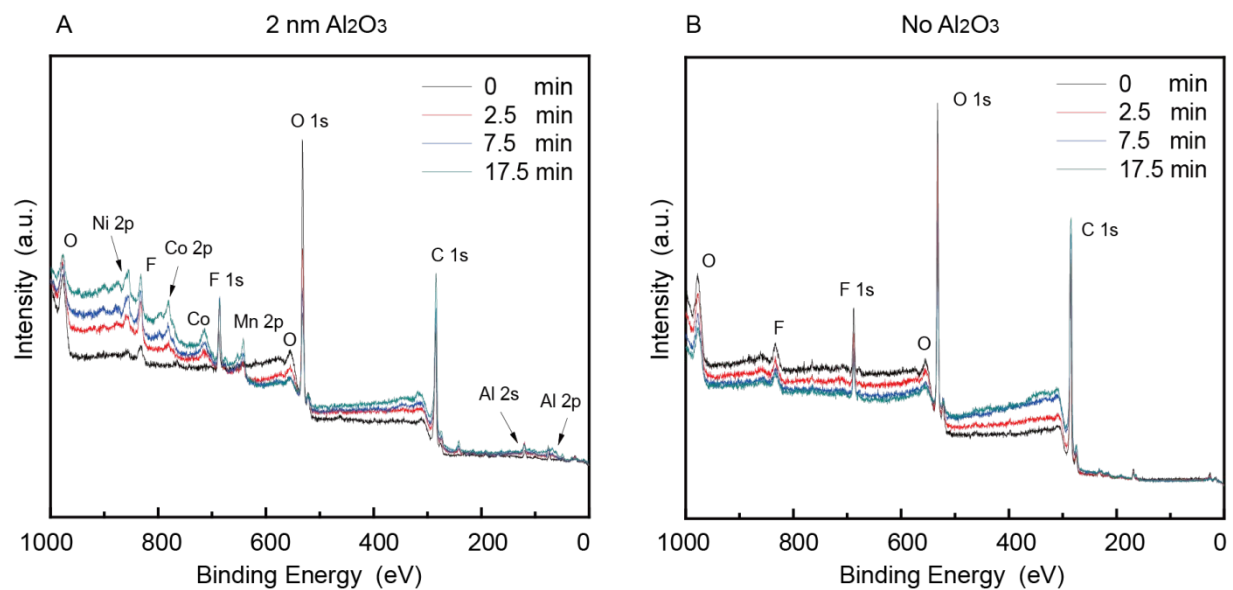 A 2 nm Al2O3
0 min
2.5 min
7.5 min
17.5 min
O 1s
Ni 2p
O
F
Co 2p
C 1s
F 1s
Co
Mn 2p
O
Al 2s
Al 2p
Intensity (a.u.)
1000 800 600 400 200 0
Binding Energy (eV)
B No Al2O3
0 min
2.5 min
7.5 min
17.5 min
O 1s
C 1s
O
F 1s
F
O
Intensity (a.u.)
1000 800 600 400 200 0
Binding Energy (eV)